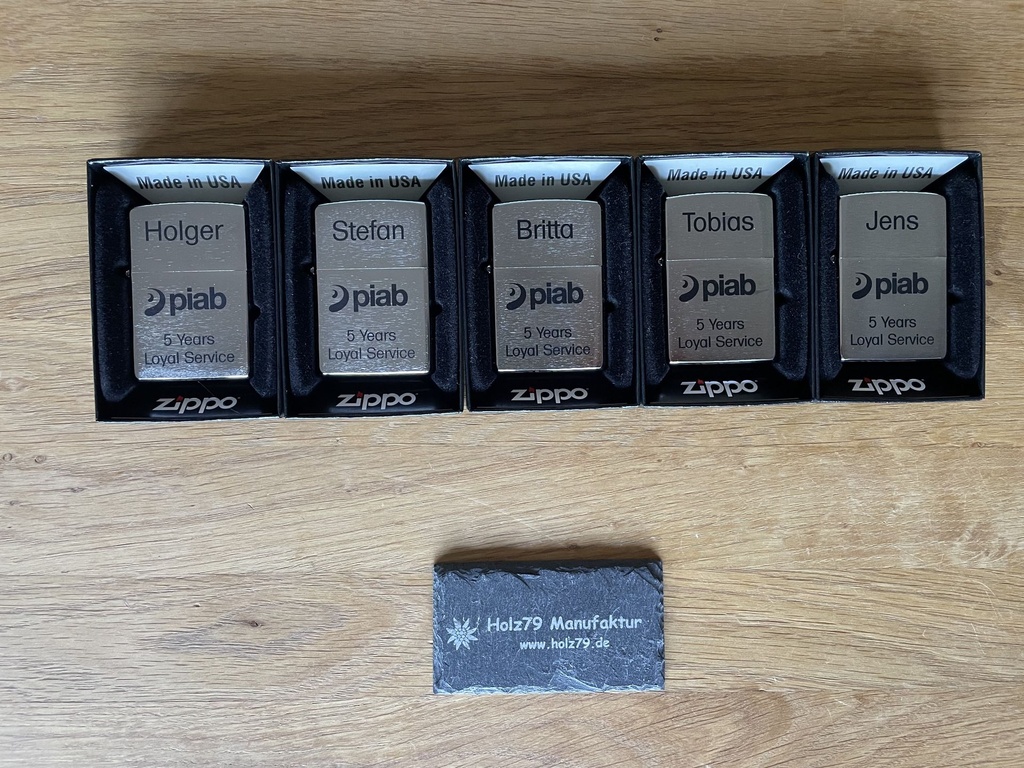 Made in USA
Holger
piab
5 Years
Loyal Service
zippo
Made in USA
Stefan
piab
5 Years
Loyal Service
zippo
Made in USA
Britta
piab
5 Years
Loyal Service
zippo
Made in USA
Tobias
piab
5 Years
Loyal Service
zippo
Made in USA
Jens
piab
5 Years
Loyal Service
zippo
Holz79 Manufaktur
www.holz79.de